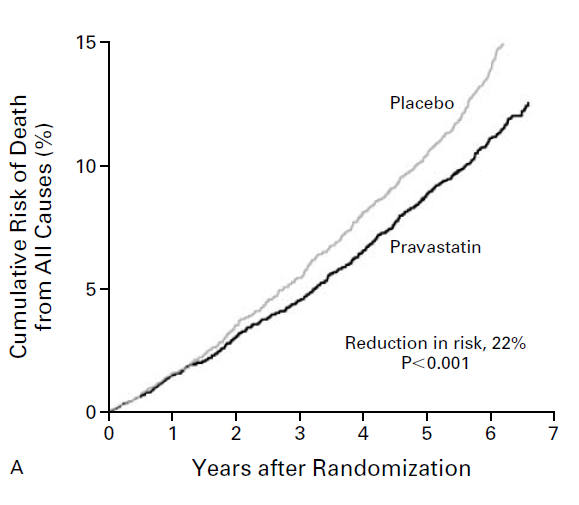 Cumulative Risk of Death
from All Causes (%)
15
10
5
0
Placebo
Pravastatin
Reduction in risk, 22%
P<0.001
0 1 2 3 4 5 6 7
A
Years after Randomization